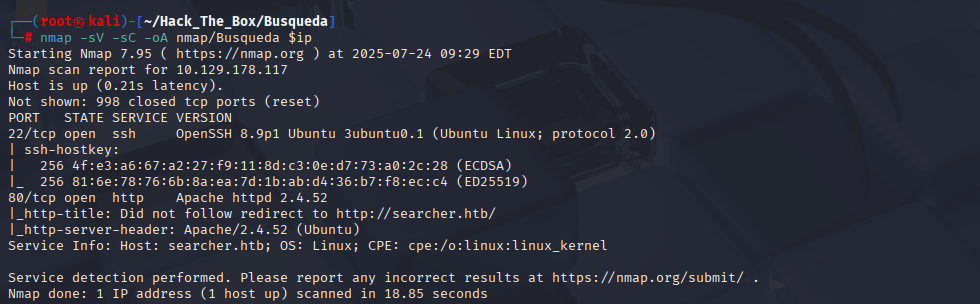 ┌──(root㉿kali)-[~/Hack_The_Box/Busqueda]
└─# nmap -sV -sC -oA nmap/Busqueda $ip
Starting Nmap 7.95 ( https://nmap.org ) at 2025-07-24 09:29 EDT
Nmap scan report for 10.129.178.117
Host is up (0.21s latency).
Not shown: 998 closed tcp ports (reset)
PORT   STATE SERVICE VERSION
22/tcp open  ssh     OpenSSH 8.9p1 Ubuntu 3ubuntu0.1 (Ubuntu Linux; protocol 2.0)
| ssh-hostkey:
|   256 4f:e3:a6:67:a2:27:f9:11:8d:c3:0e:d7:73:a0:2c:28 (ECDSA)
|_  256 81:6e:78:76:6b:8a:ea:7d:1b:ab:d4:36:b7:f8:ec:c4 (ED25519)
80/tcp open  http    Apache httpd 2.4.52
|_http-title: Did not follow redirect to http://searcher.htb/
|_http-server-header: Apache/2.4.52 (Ubuntu)
Service Info: Host: searcher.htb; OS: Linux; CPE: cpe:/o:linux:linux_kernel

Service detection performed. Please report any incorrect results at https://nmap.org/submit/ .
Nmap done: 1 IP address (1 host up) scanned in 18.85 seconds